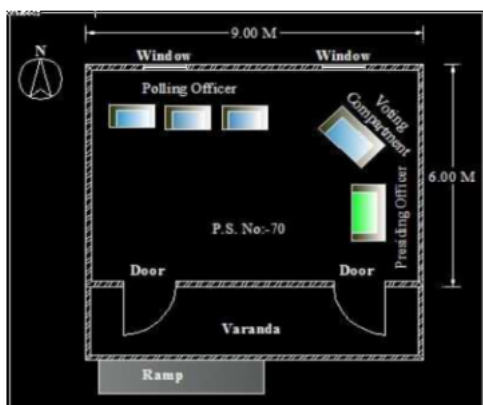 9.00 M
N
Window
Window
Polling Officer
Voting
Compartment
6.00 M
Presiding Officer
P.S. No:-70
Door
Door
Varanda
Ramp